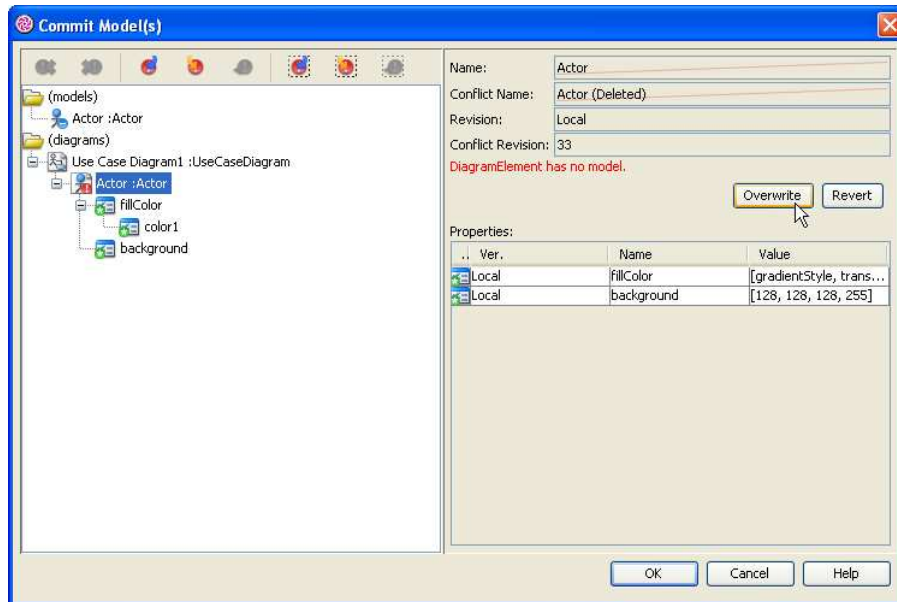 Commit Model(s)
(models)
Actor :Actor
(diagrams)
Use Case Diagram1 :UseCaseDiagram
Actor :Actor
fillColor
color1
background
Name: Actor
Conflict Name: Actor (Deleted)
Revision: Local
Conflict Revision: 33
DiagramElement has no model.
Overwrite Revert
Properties:
.. Ver. Name Value
Local fillColor [gradientStyle, trans...
Local background [128, 128, 128, 255]
OK Cancel Help